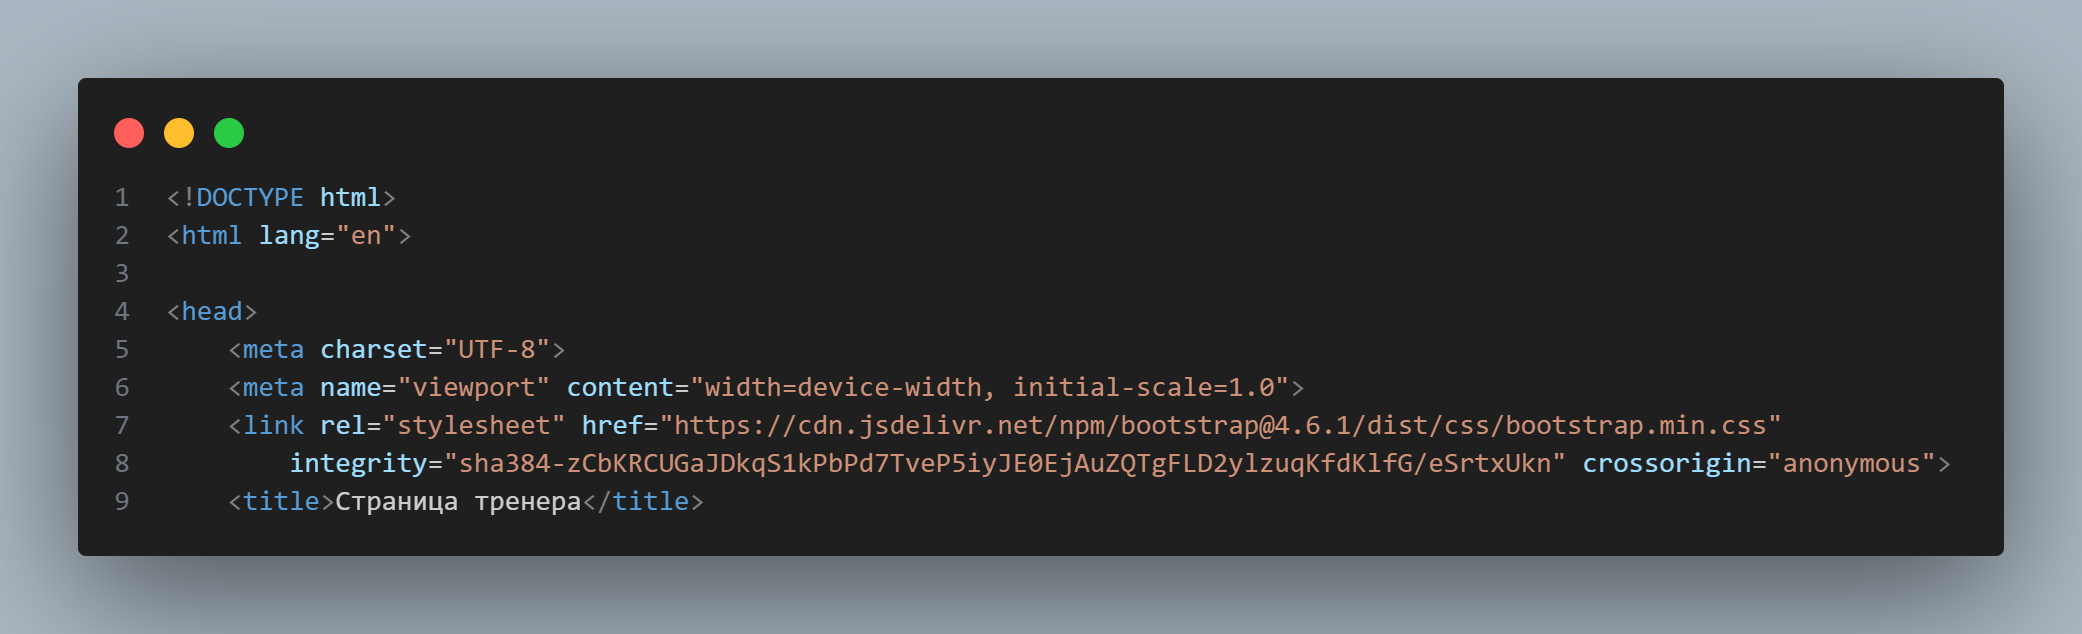 1 <!DOCTYPE html>
2 <html lang="en">
3
4 <head>
5     <meta charset="UTF-8">
6     <meta name="viewport" content="width=device-width, initial-scale=1.0">
7     <link rel="stylesheet" href="https://cdn.jsdelivr.net/npm/bootstrap@4.6.1/dist/css/bootstrap.min.css"
8         integrity="sha384-zCbKRCUGaJDkqS1kPbPd7TveP5iyJE0EjAuZQTgFLD2ylzuqKfdKlfG/eSrtxUkn" crossorigin="anonymous">
9     <title>Страница тренера</title>